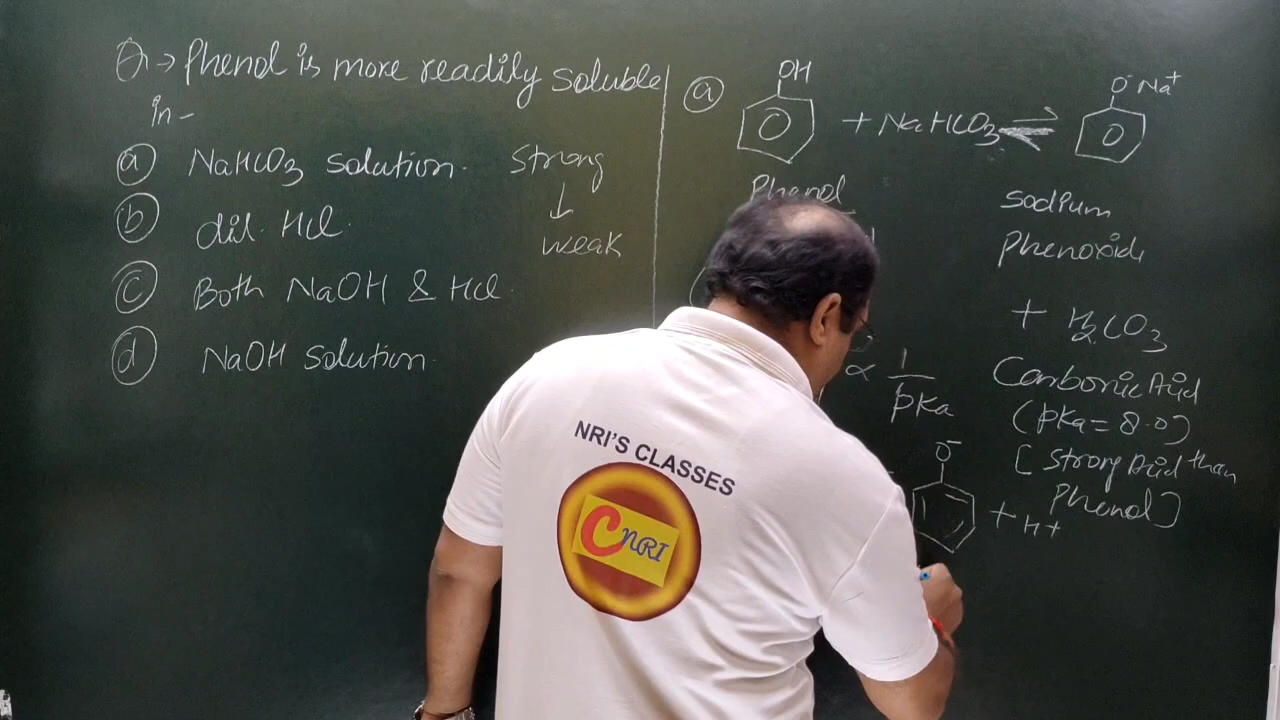 Q → Phenol is more readily soluble
in -
(a) NaHCO3 solution.
(b) dil. HCl.
(c) Both NaOH & HCl.
(d) NaOH solution.
Strong
↓
weak
(a) OH + NaHCO3 ⇌ O- Na+
Phenol
sodium
Phenoxide
+ H2CO3
Carbonic Acid
(pKa = 8.0)
[Strong Acid than
Phenol]
∝ 1/pKa
O-
+ H+
NRI'S CLASSES
CNRI